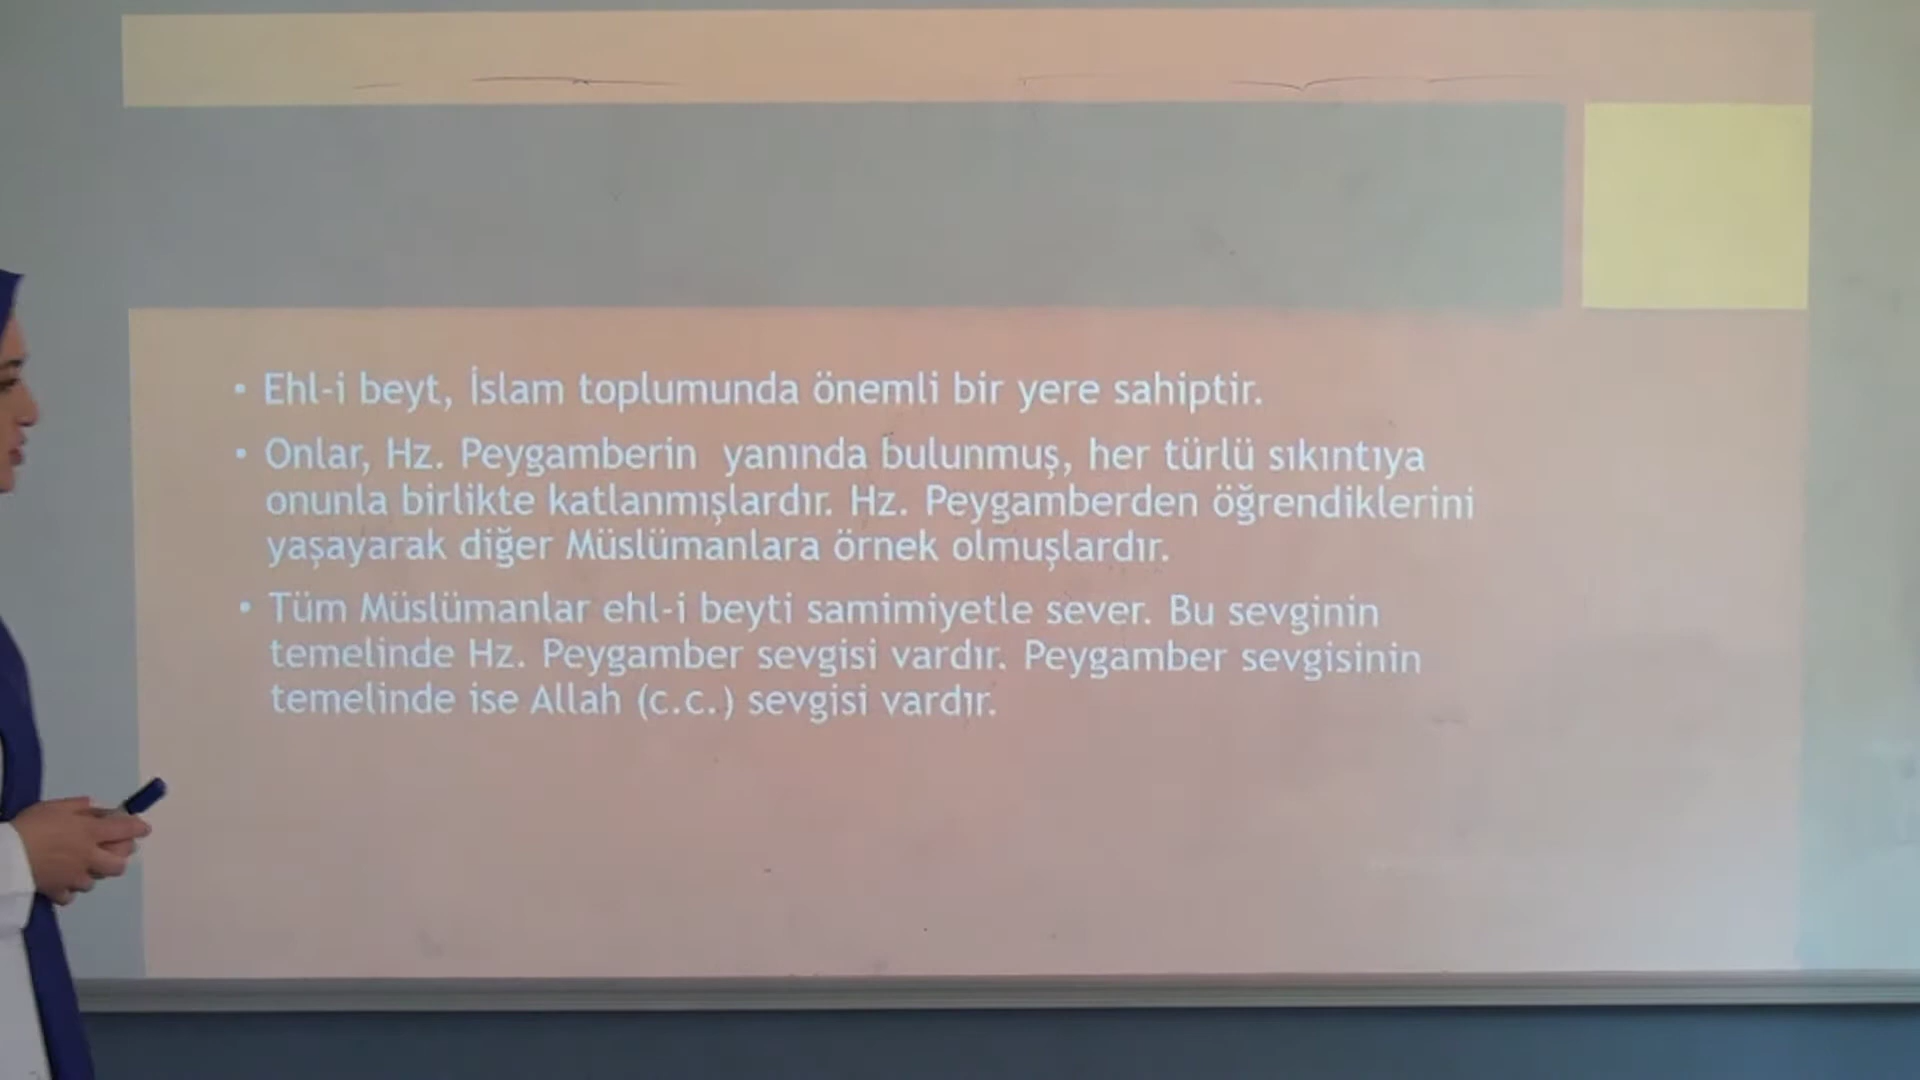 • Ehl-i beyt, İslam toplumunda önemli bir yere sahiptir.
• Onlar, Hz. Peygamberin yanında bulunmuş, her türlü sıkıntıya
onunla birlikte katlanmışlardır. Hz. Peygamberden öğrendiklerini
yaşayarak diğer Müslümanlara örnek olmuşlardır.
• Tüm Müslümanlar ehl-i beyti samimiyetle sever. Bu sevginin
temelinde Hz. Peygamber sevgisi vardır. Peygamber sevgisinin
temelinde ise Allah (c.c.) sevgisi vardır.